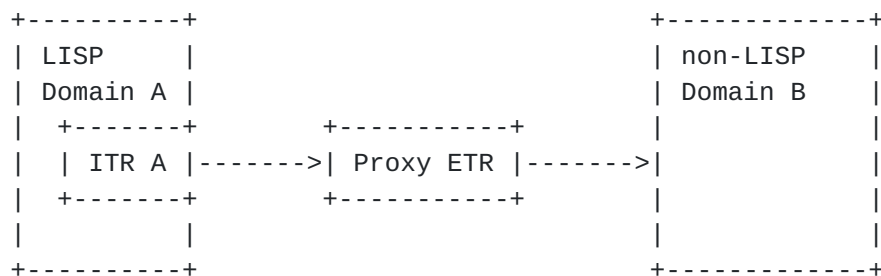 LISP non-LISP
Domain A Domain B
ITR A Proxy ETR